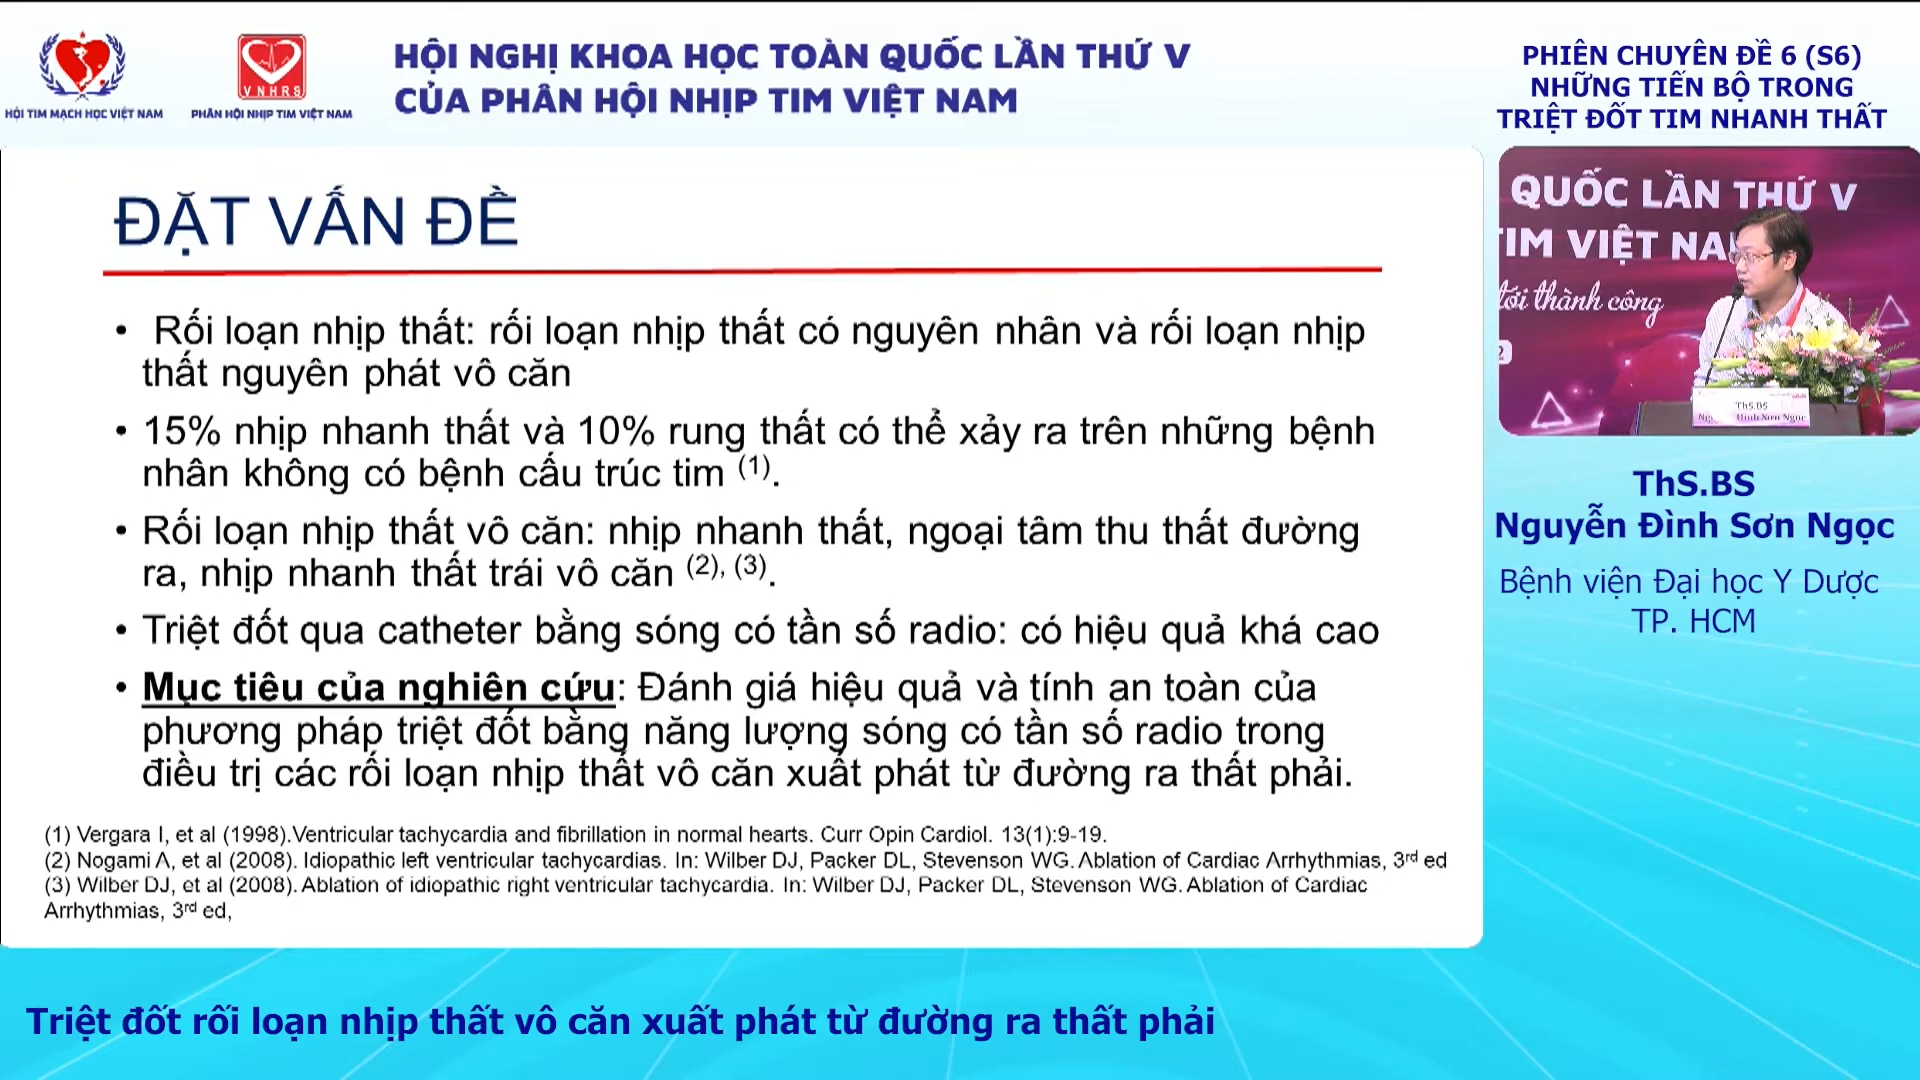 HỘI TIM MẠCH HỌC VIỆT NAM
VNHRS
PHÂN HỘI NHỊP TIM VIỆT NAM
HỘI NGHỊ KHOA HỌC TOÀN QUỐC LẦN THỨ V
CỦA PHÂN HỘI NHỊP TIM VIỆT NAM
PHIÊN CHUYÊN ĐỀ 6 (S6)
NHỮNG TIẾN BỘ TRONG
TRIỆT ĐỐT TIM NHANH THẤT
ĐẶT VẤN ĐỀ
• Rối loạn nhịp thất: rối loạn nhịp thất có nguyên nhân và rối loạn nhịp
thất nguyên phát vô căn
• 15% nhịp nhanh thất và 10% rung thất có thể xảy ra trên những bệnh
nhân không có bệnh cấu trúc tim (1).
• Rối loạn nhịp thất vô căn: nhịp nhanh thất, ngoại tâm thu thất đường
ra, nhịp nhanh thất trái vô căn (2), (3).
• Triệt đốt qua catheter bằng sóng có tần số radio: có hiệu quả khá cao
• Mục tiêu của nghiên cứu: Đánh giá hiệu quả và tính an toàn của
phương pháp triệt đốt bằng năng lượng sóng có tần số radio trong
điều trị các rối loạn nhịp thất vô căn xuất phát từ đường ra thất phải.
(1) Vergara I, et al (1998).Ventricular tachycardia and fibrillation in normal hearts. Curr Opin Cardiol. 13(1):9-19.
(2) Nogami A, et al (2008). Idiopathic left ventricular tachycardias. In: Wilber DJ, Packer DL, Stevenson WG. Ablation of Cardiac Arrhythmias, 3rd ed
(3) Wilber DJ, et al (2008). Ablation of idiopathic right ventricular tachycardia. In: Wilber DJ, Packer DL, Stevenson WG. Ablation of Cardiac
Arrhythmias, 3rd ed,
QUỐC LẦN THỨ V
TIM VIỆT NA
tới thành công
ThS.BS
ThS.BS
Nguyễn Đình Sơn Ngọc
Bệnh viện Đại học Y Dược
TP. HCM
Triệt đốt rối loạn nhịp thất vô căn xuất phát từ đường ra thất phải